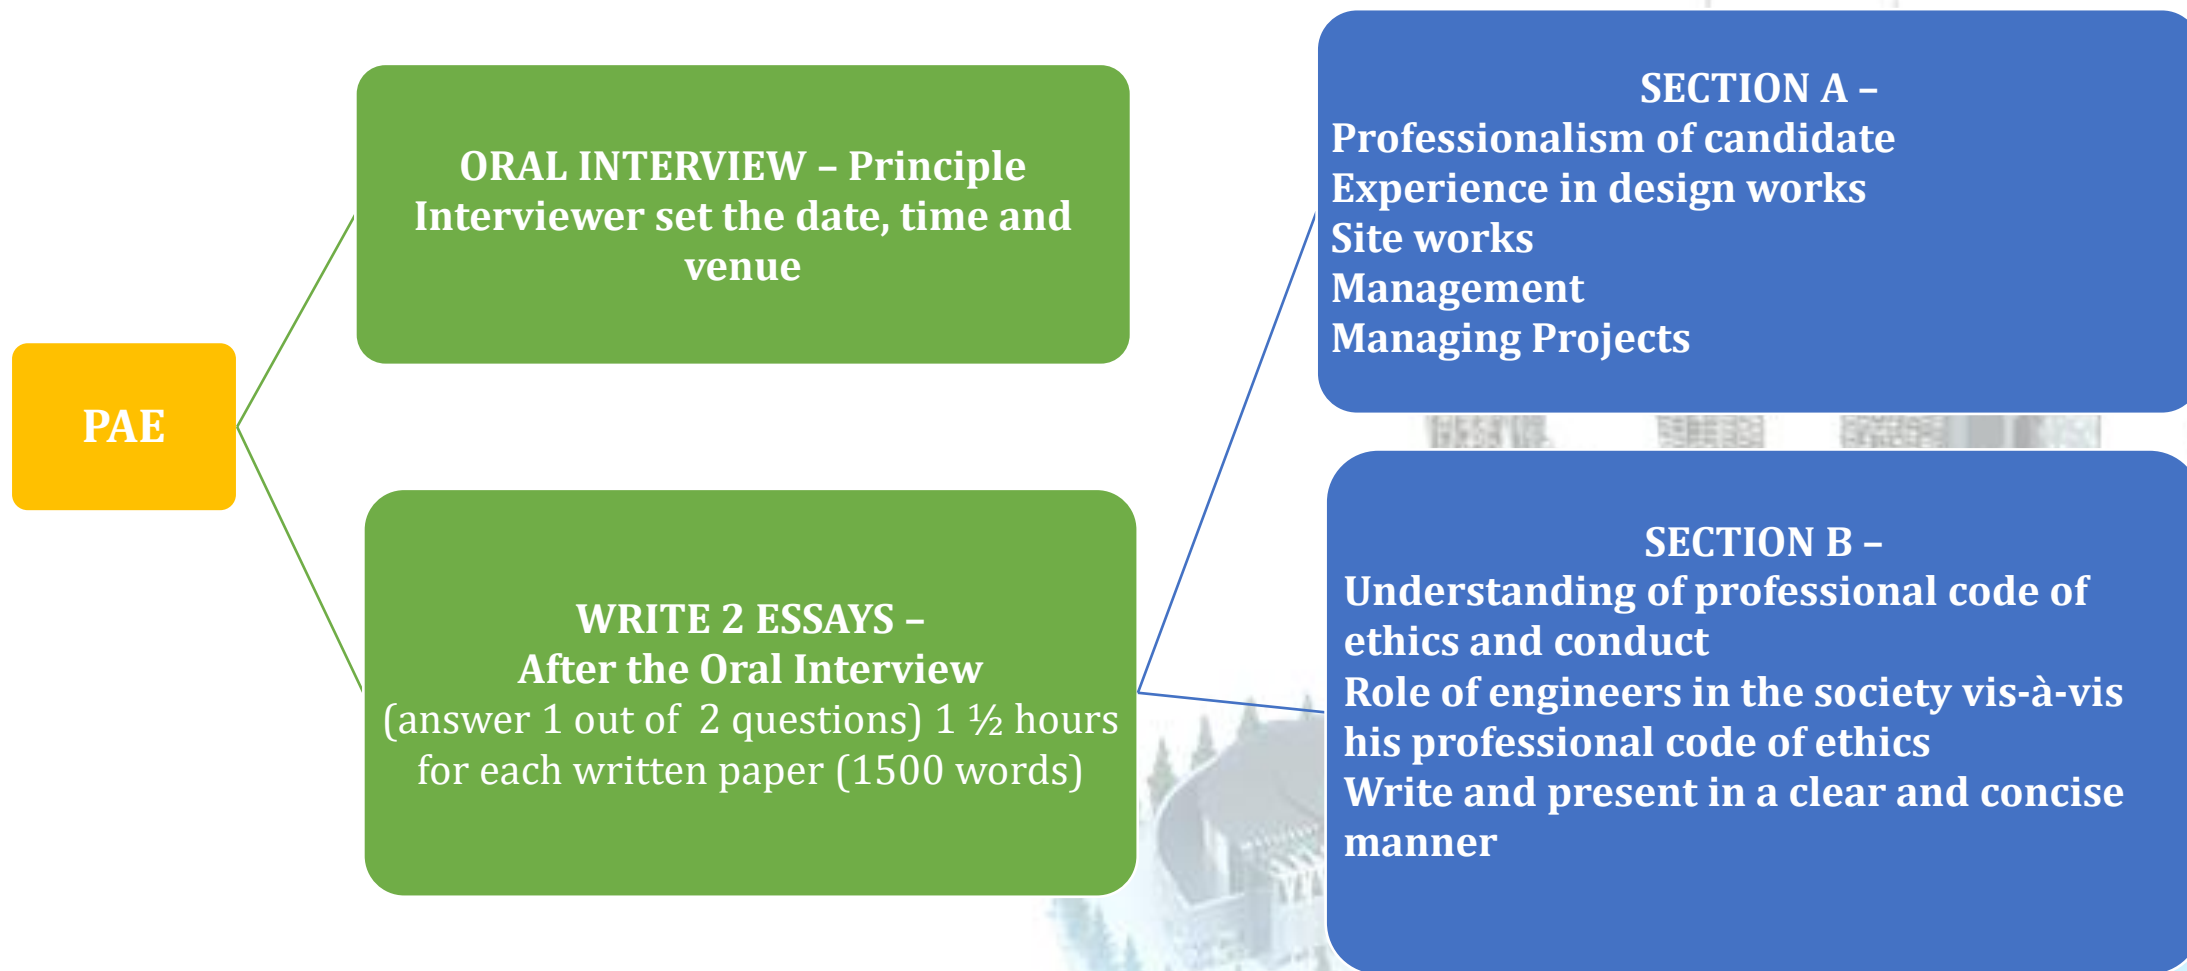 PAE
ORAL INTERVIEW – Principle
Interviewer set the date, time and
venue
WRITE 2 ESSAYS –
After the Oral Interview
(answer 1 out of 2 questions) 1 ½ hours
for each written paper (1500 words)
SECTION A –
Professionalism of candidate
Experience in design works
Site works
Management
Managing Projects
SECTION B –
Understanding of professional code of
ethics and conduct
Role of engineers in the society vis-à-vis
his professional code of ethics
Write and present in a clear and concise
manner